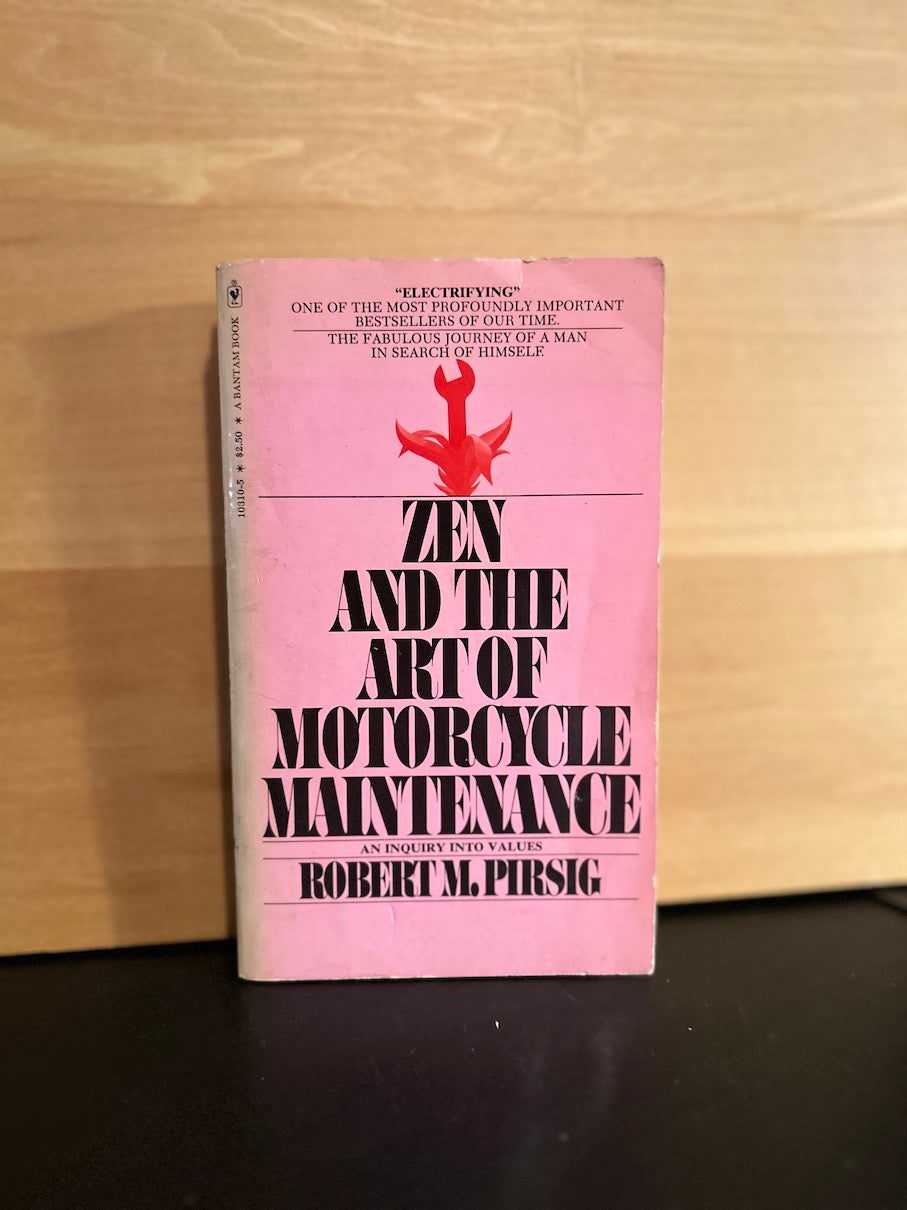 “ELECTRIFYING”
ONE OF THE MOST PROFOUNDLY IMPORTANT
BESTSELLERS OF OUR TIME.
THE FABULOUS JOURNEY OF A MAN
IN SEARCH OF HIMSELF.
ZEN
AND THE
ART OF
MOTORCYCLE
MAINTENANCE
AN INQUIRY INTO VALUES
ROBERT M. PIRSIG
10310-5 * $2.50 * A BANTAM BOOK